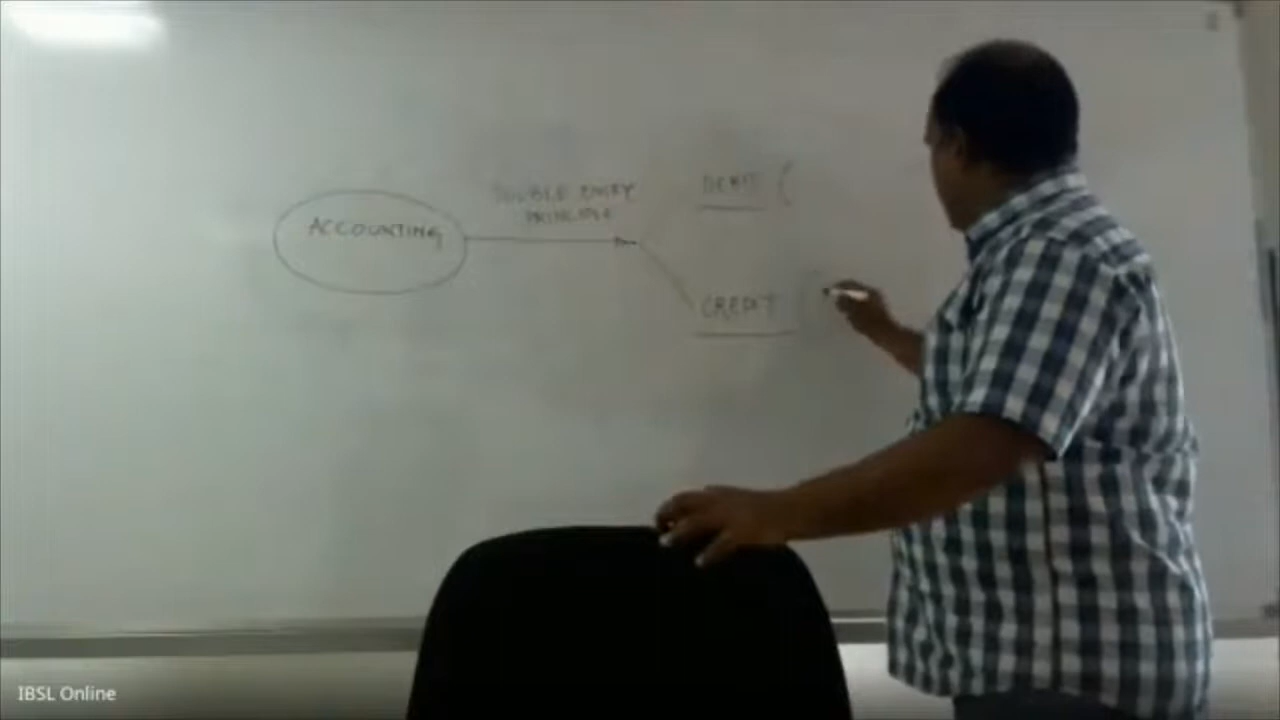 ACCOUNTING
DOUBLE ENTRY
PRINCIPLE
DEBIT (
CREDIT
IBSL Online